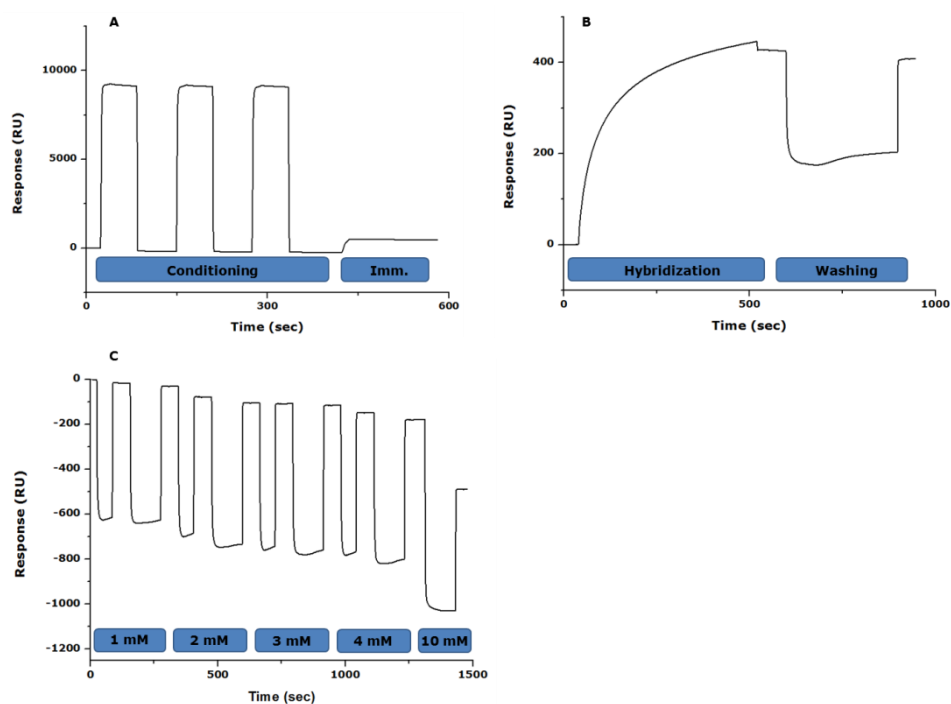 A
10000
5000
0
Response (RU)
Conditioning
Imm.
0
300
600
Time (sec)
B
400
200
0
Response (RU)
Hybridization
Washing
0
500
1000
Time (sec)
C
0
-200
-400
-600
-800
-1000
-1200
Response (RU)
1 mM
2 mM
3 mM
4 mM
10 mM
0
500
1000
1500
Time (sec)